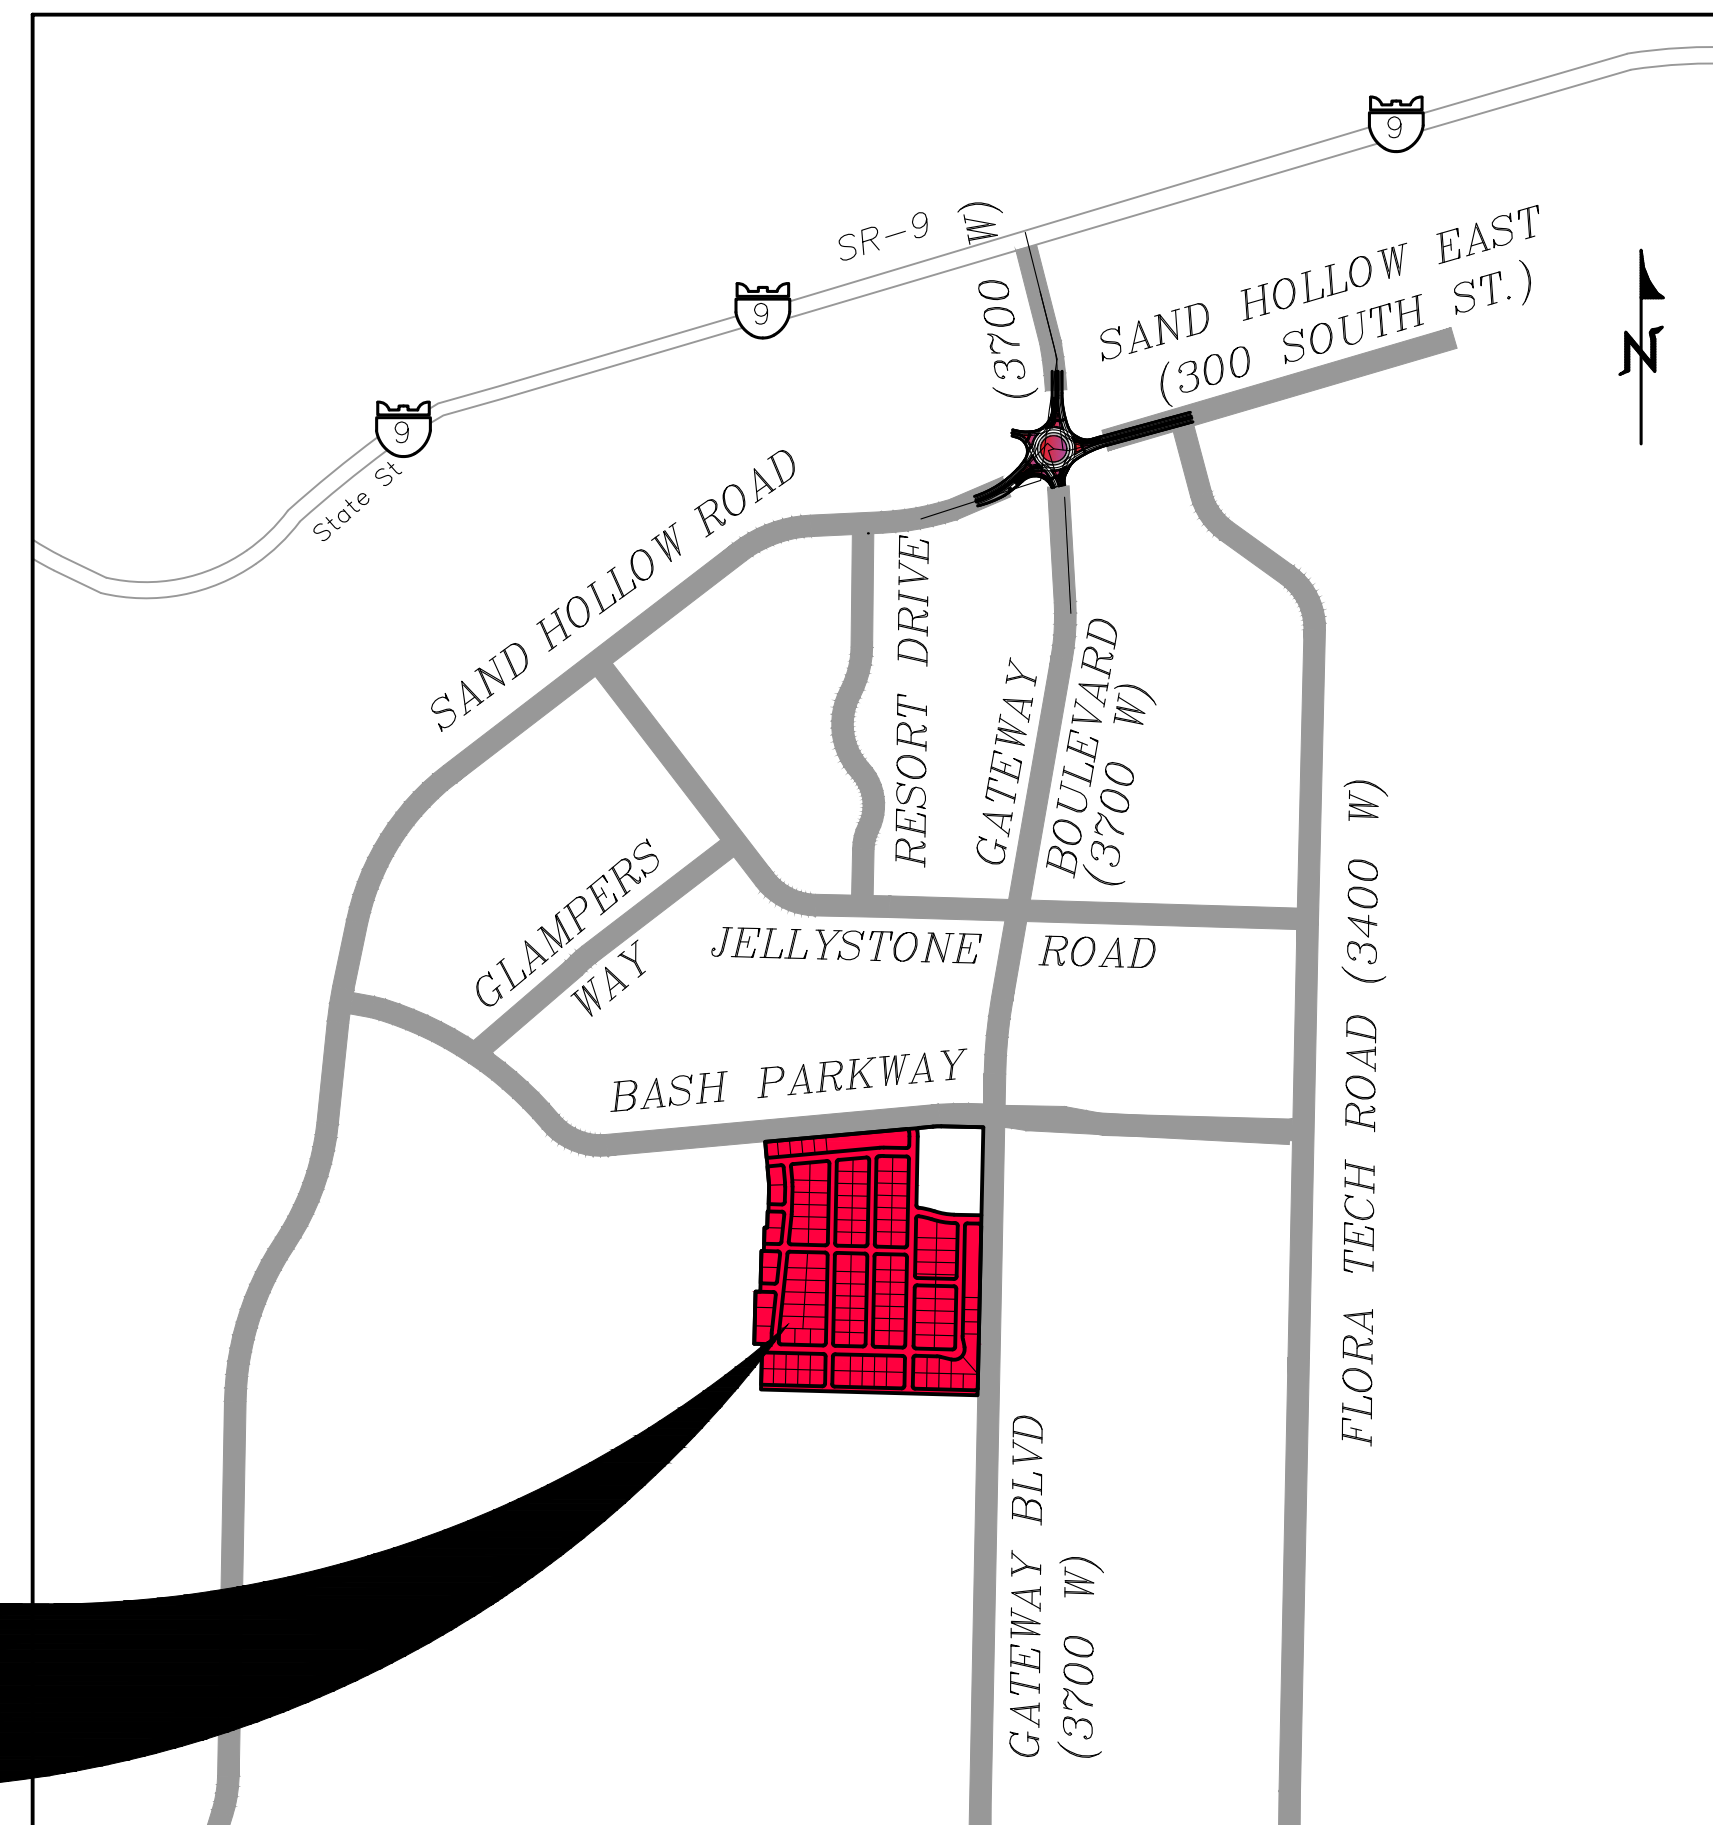 9
SR-9
9
9
State St
(3700 W)
SAND HOLLOW EAST
(300 SOUTH ST.)
N
SAND HOLLOW ROAD
RESORT DRIVE
GATEWAY
BOULEVARD
(3700 W)
GLAMPERS
WAY
JELLYSTONE ROAD
BASH PARKWAY
FLORA TECH ROAD (3400 W)
GATEWAY BLVD
(3700 W)